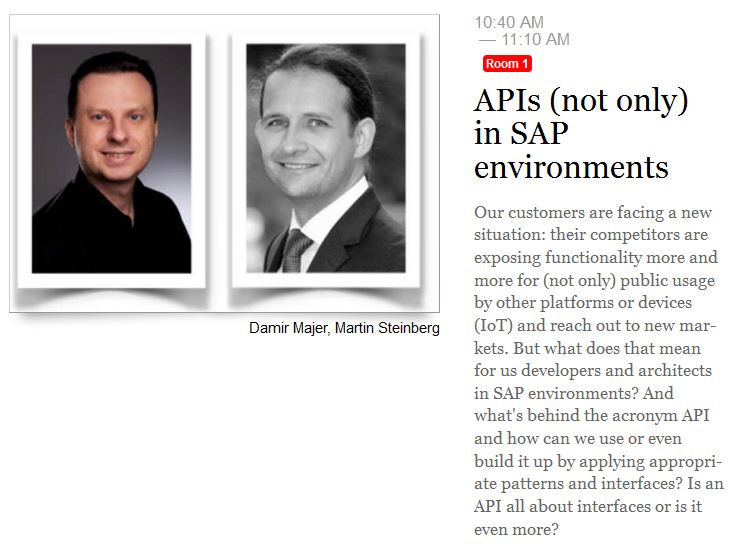 10:40 AM
— 11:10 AM
Room 1
APIs (not only)
in SAP
environments
Our customers are facing a new
situation: their competitors are
exposing functionality more and
more for (not only) public usage
by other platforms or devices
(IoT) and reach out to new mar-
kets. But what does that mean
for us developers and architects
in SAP environments? And
what's behind the acronym API
and how can we use or even
build it up by applying appropri-
ate patterns and interfaces? Is an
API all about interfaces or is it
even more?
Damir Majer, Martin Steinberg